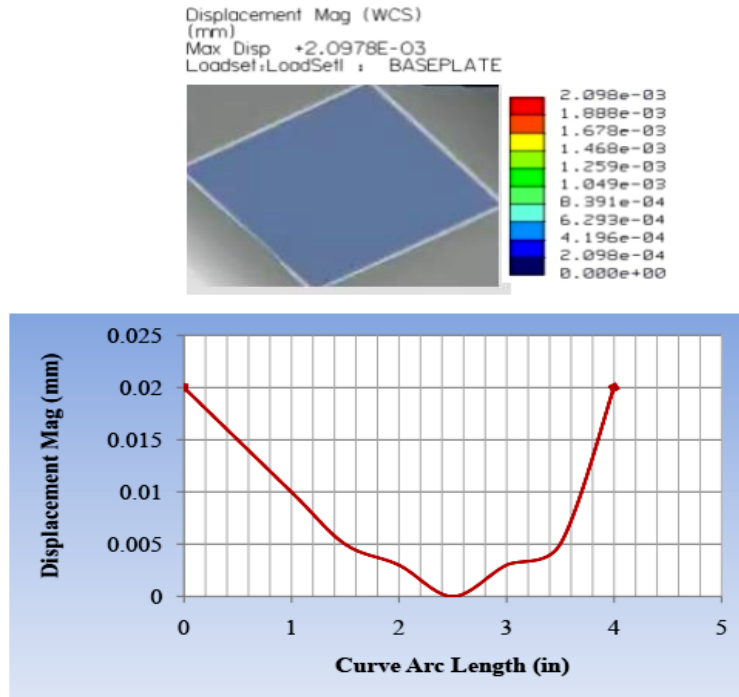 Displacement Mag (WCS)
(mm)
Max Disp +2.0978E-03
Loadset:LoadSetl : BASEPLATE
2.098e-03
1.888e-03
1.678e-03
1.468e-03
1.259e-03
1.049e-03
8.391e-04
6.293e-04
4.196e-04
2.098e-04
0.000e+00
Displacement Mag (mm)
0.025
0.02
0.015
0.01
0.005
0
0 1 2 3 4 5
Curve Arc Length (in)